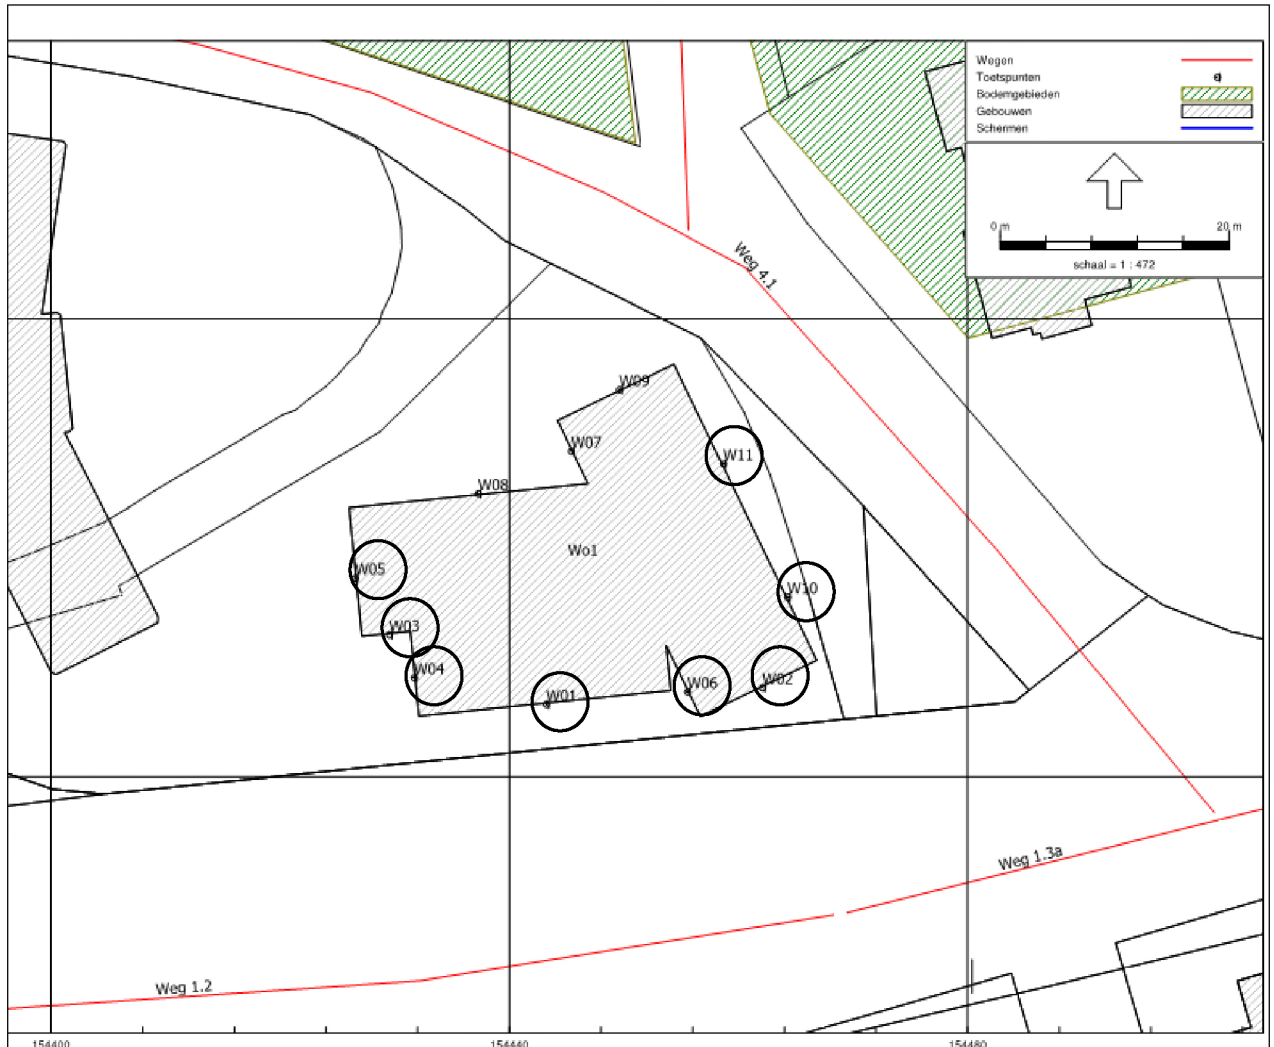 Wegen
Toetspunten
Bodemgebieden
Gebouwen
Schermen
0 m 20 m
schaal = 1 : 472
Weg 4.1
W09
W07
W11
W08
Wo1
W05
W10
W03
W04
W06
W02
W01
Weg 1.3a
Weg 1.2
154400 154440 154480